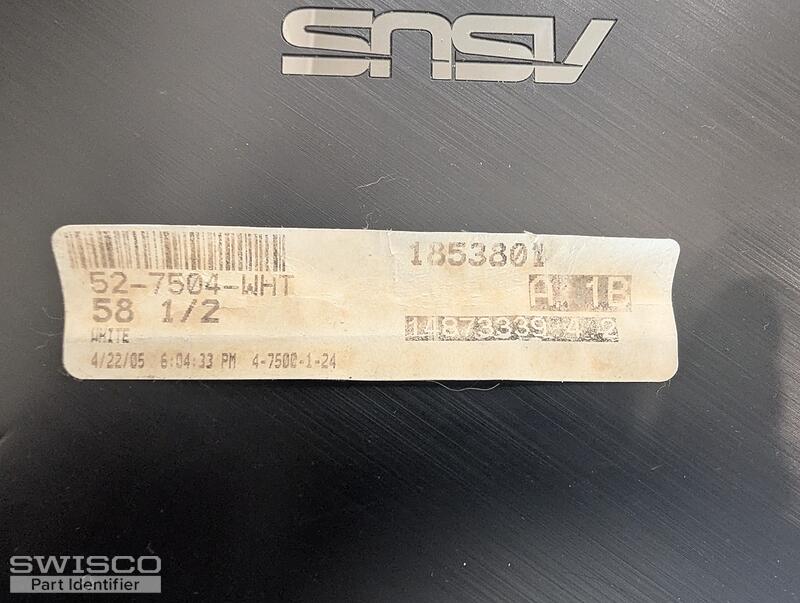 ASUS
52-7504-WHT
58 1/2
WHITE
4/22/05 6:04:33 PM 4-7500-1-24
1853801
SWISCO
Part Identifier